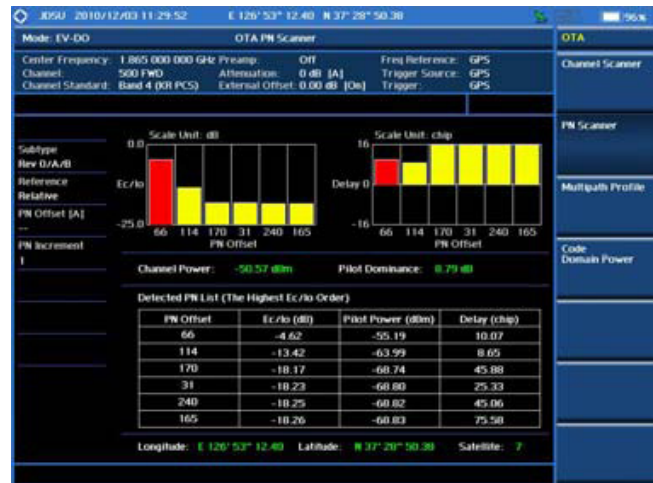 JDSU 2010/12/03 11:29:52 E 126° 53" 12.40 N 37° 28" 50.38 96%
Mode: EV-DO OTA PN Scanner OTA
Center Frequency: 1.865 000 000 GHz Preamp: Off Freq Reference: GPS
Channel: 500 FWD Attenuation: 0 dB [A] Trigger Source: GPS
Channel Standard: Band 4 (KR PCS) External Offset: 0.00 dB [On] Trigger: GPS
Channel Scanner
PN Scanner
Multipath Profile
Code
Domain Power
Subtype
Rev 0/A/B
Reference
Relative
PN Offset [A]
--
PN Increment
1
Scale Unit: dB
0.0
Ec/Io
-25.0
66 114 170 31 240 165
PN Offset
Scale Unit: chip
16
Delay 0
-16
66 114 170 31 240 165
PN Offset
Channel Power: -50.57 dBm Pilot Dominance: 8.79 dB
Detected PN List (The Highest Ec/Io Order)
PN Offset Ec/Io (dB) Pilot Power (dBm) Delay (chip)
66 -4.62 -55.19 10.07
114 -13.42 -63.99 8.65
170 -18.17 -68.74 45.88
31 -18.23 -68.80 25.33
240 -18.25 -68.82 45.06
165 -18.26 -68.83 75.58
Longitude: E 126° 53" 12.40 Latitude: N 37° 28" 50.38 Satellite: 7